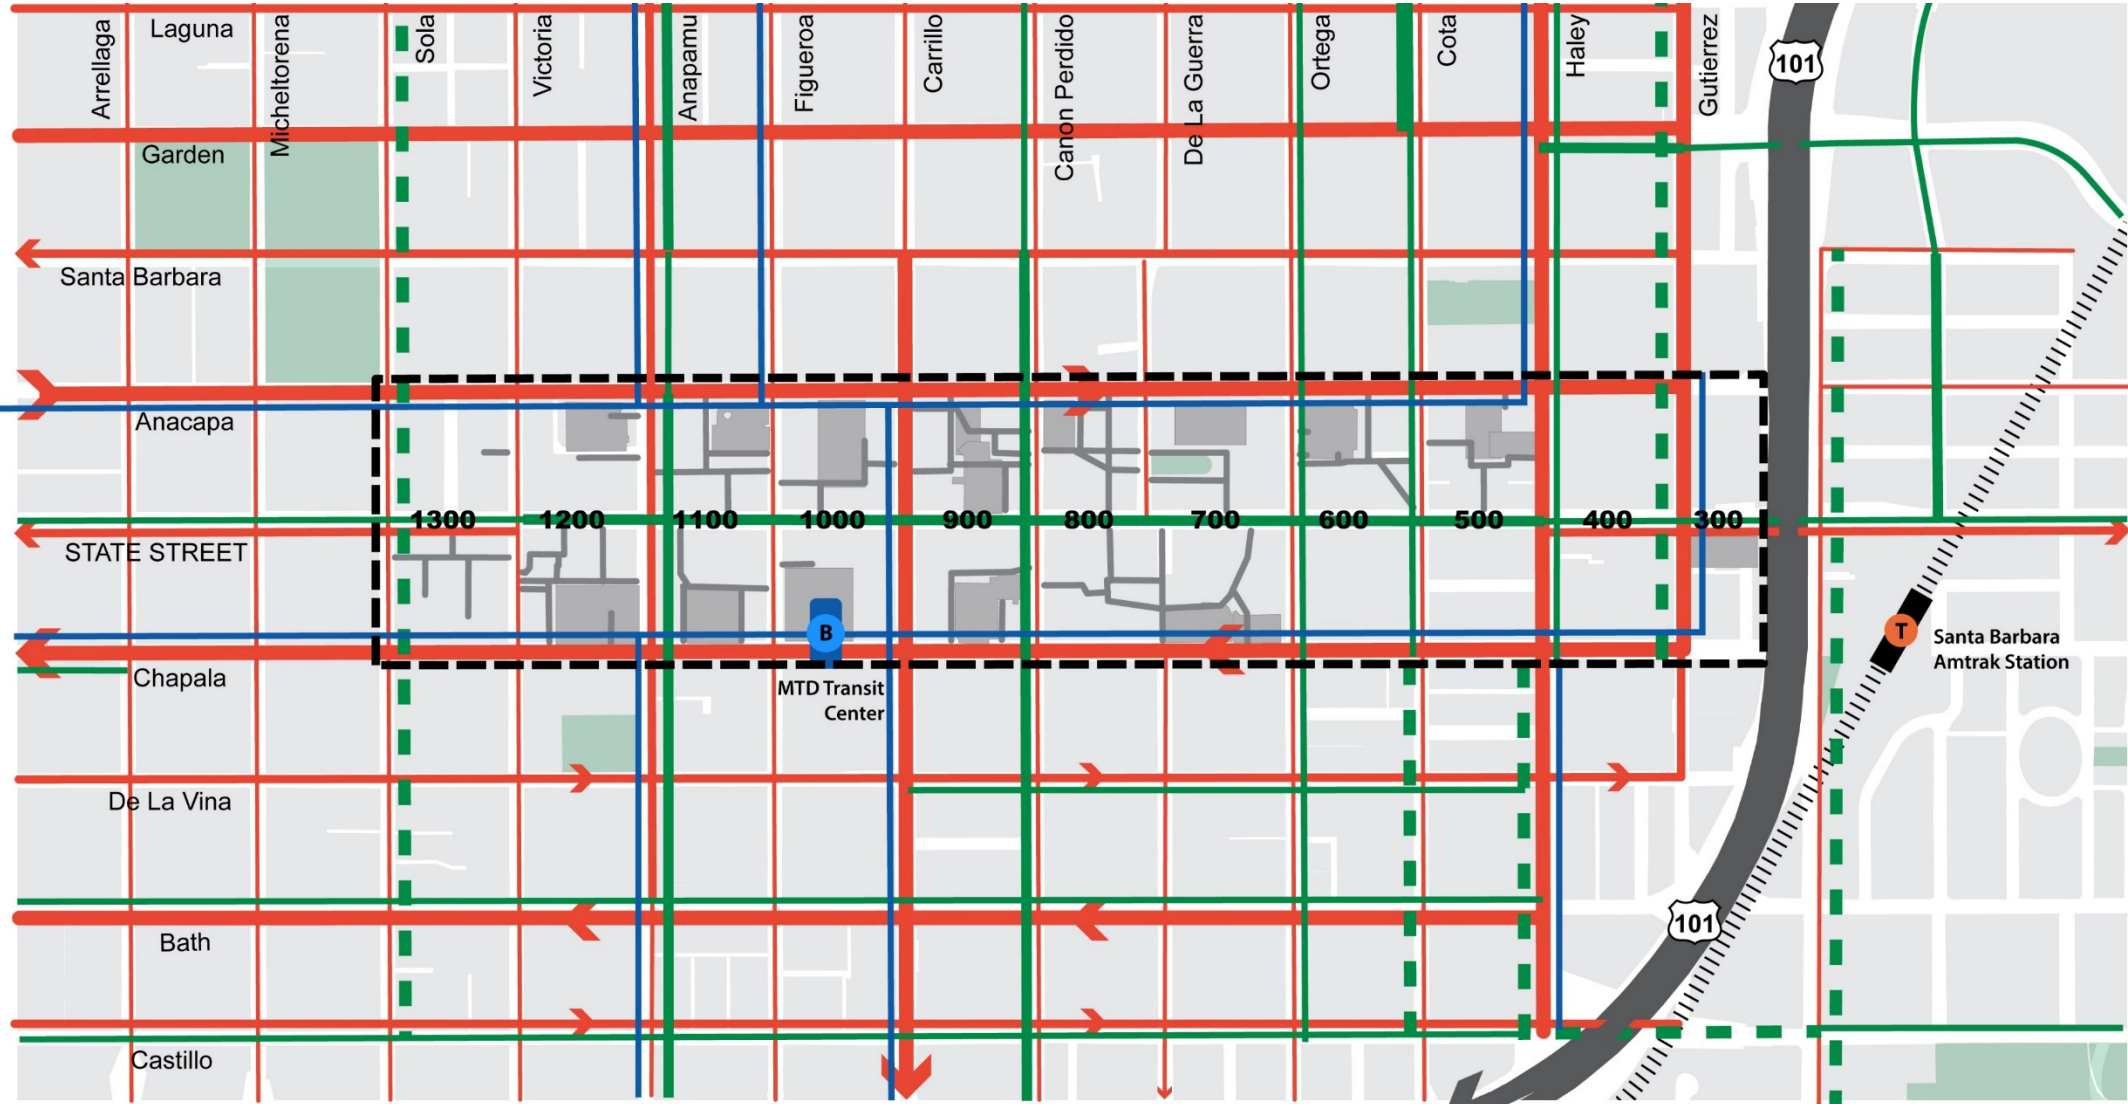 Laguna
Arrellaga
Micheltorena
Sola
Victoria
Anapamu
Figueroa
Carrillo
Canon Perdido
De La Guerra
Ortega
Cota
Haley
Gutierrez
101
Garden
Santa Barbara
Anacapa
1300
1200
1100
1000
900
800
700
600
500
400
300
STATE STREET
B
T
Santa Barbara
Amtrak Station
Chapala
MTD Transit
Center
De La Vina
101
Bath
Castillo